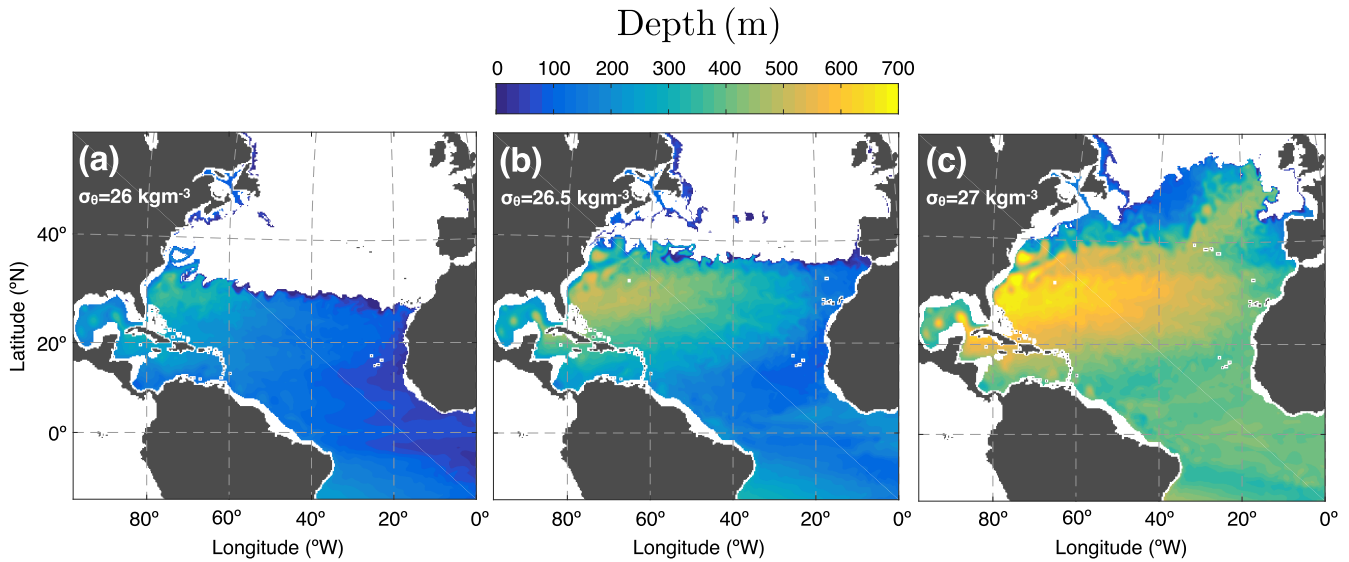 Depth (m)
0 100 200 300 400 500 600 700
(a)
σθ=26 kgm⁻³
(b)
σθ=26.5 kgm⁻³
(c)
σθ=27 kgm⁻³
Latitude (ºN)
40º
20º
0º
80º 60º 40º 20º 0º
80º 60º 40º 20º 0º
80º 60º 40º 20º 0º
Longitude (ºW)
Longitude (ºW)
Longitude (ºW)